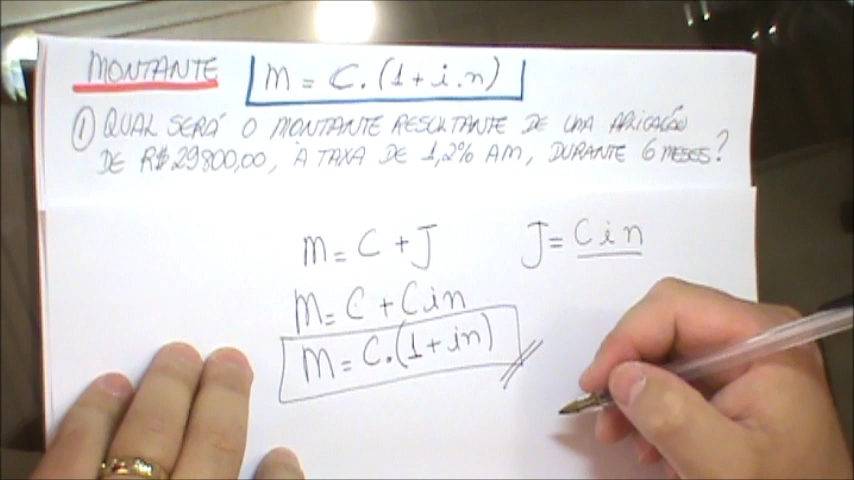 MONTANTE M = C.(1 + i.n)
① QUAL SERÁ O MONTANTE RESULTANTE DE UMA APLICAÇÃO
DE R$ 29800,00, À TAXA DE 1,2% AM, DURANTE 6 MESES?
M = C + J J = C i n
M = C + C i n
M = C.(1 + in)